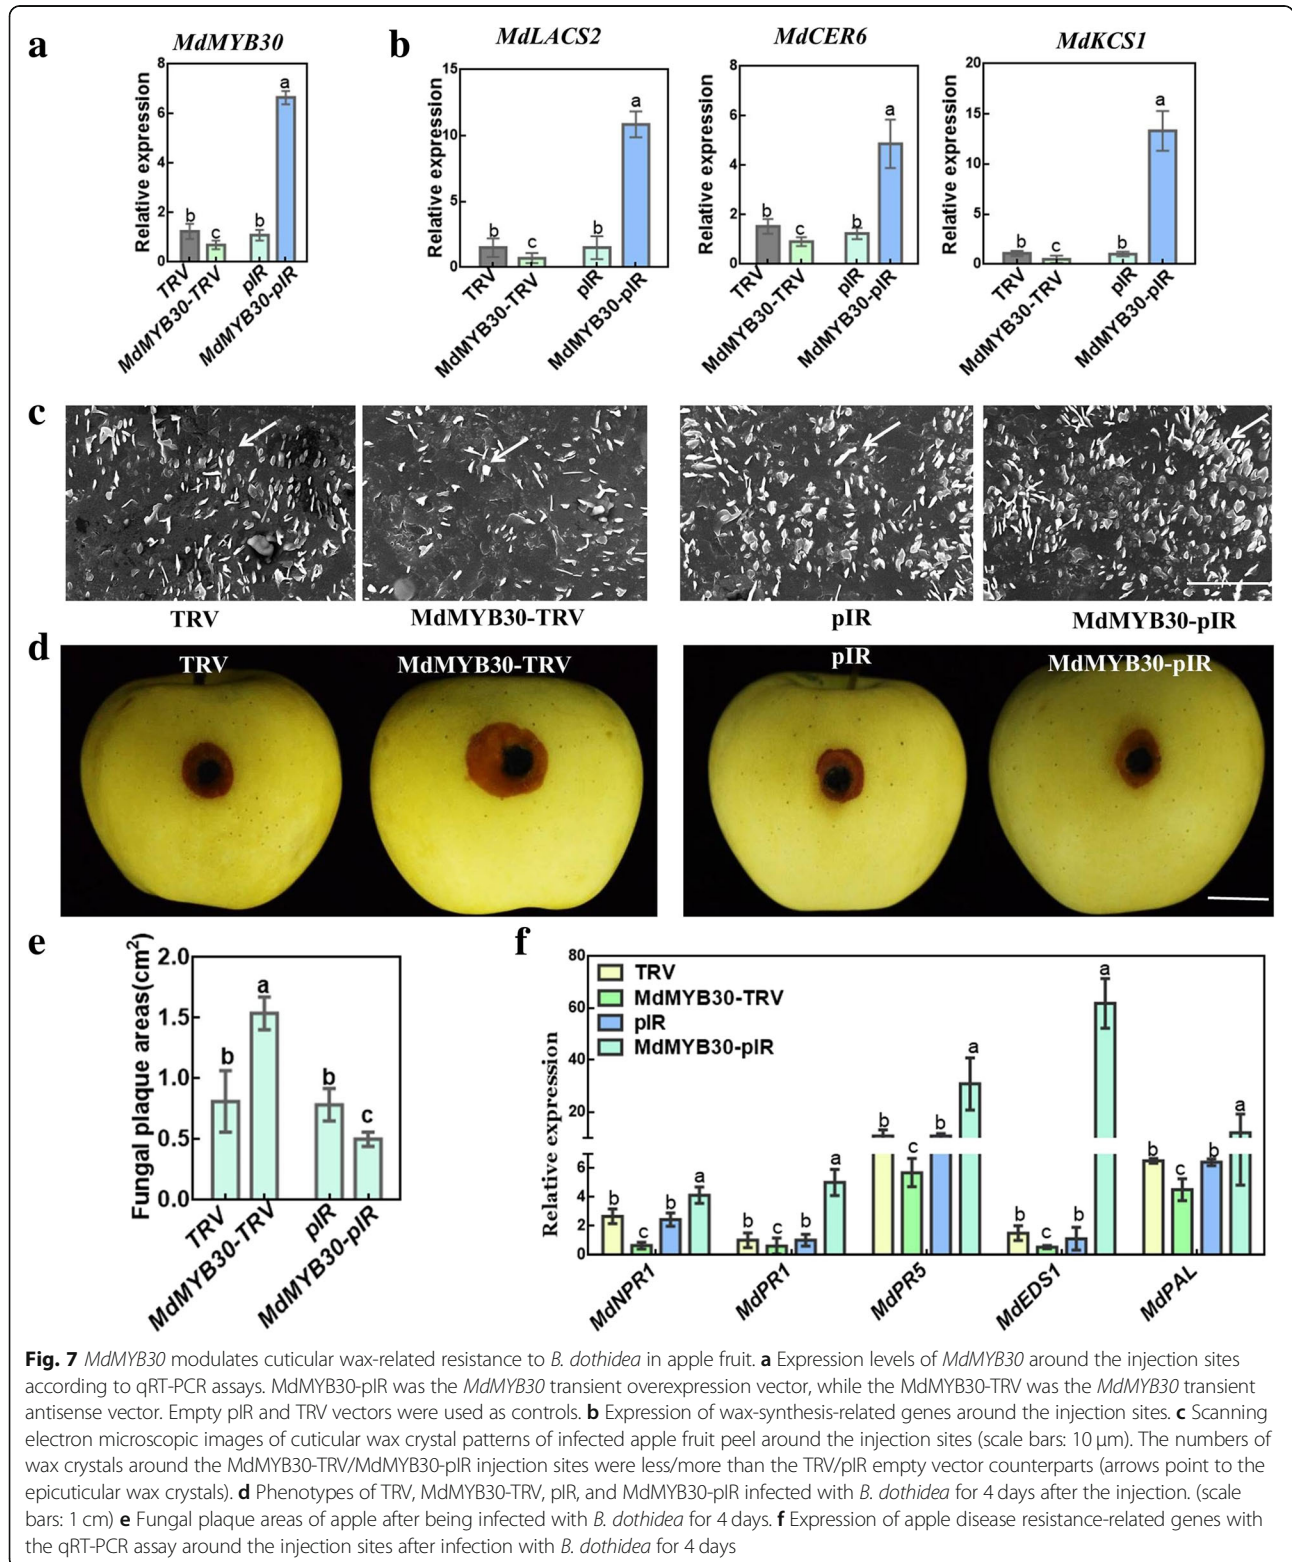 a
MdMYB30
Relative expression
8
6
4
2
0
b
c
b
a
TRV
MdMYB30-TRV
pIR
MdMYB30-pIR
b
MdLACS2
Relative expression
15
10
5
0
b
c
b
a
TRV
MdMYB30-TRV
pIR
MdMYB30-pIR
MdCER6
Relative expression
8
6
4
2
0
b
c
b
a
TRV
MdMYB30-TRV
pIR
MdMYB30-pIR
MdKCS1
Relative expression
20
15
10
5
0
b
c
b
a
TRV
MdMYB30-TRV
pIR
MdMYB30-pIR
c
TRV
MdMYB30-TRV
pIR
MdMYB30-pIR
d
TRV
MdMYB30-TRV
pIR
MdMYB30-pIR
e
Fungal plaque areas(cm²)
2.0
1.5
1.0
0.5
0.0
b
a
b
c
TRV
MdMYB30-TRV
pIR
MdMYB30-pIR
f
Relative expression
80
60
40
20
6
4
2
0
TRV
MdMYB30-TRV
pIR
MdMYB30-pIR
b
c
b
a
b
c
b
a
b
c
b
a
b
c
b
a
b
c
b
a
MdNPR1
MdPR1
MdPR5
MdEDS1
MdPAL
Fig. 7 MdMYB30 modulates cuticular wax-related resistance to B. dothidea in apple fruit. a Expression levels of MdMYB30 around the injection sites
according to qRT-PCR assays. MdMYB30-pIR was the MdMYB30 transient overexpression vector, while the MdMYB30-TRV was the MdMYB30 transient
antisense vector. Empty pIR and TRV vectors were used as controls. b Expression of wax-synthesis-related genes around the injection sites. c Scanning
electron microscopic images of cuticular wax crystal patterns of infected apple fruit peel around the injection sites (scale bars: 10 μm). The numbers of
wax crystals around the MdMYB30-TRV/MdMYB30-pIR injection sites were less/more than the TRV/pIR empty vector counterparts (arrows point to the
epicuticular wax crystals). d Phenotypes of TRV, MdMYB30-TRV, pIR, and MdMYB30-pIR infected with B. dothidea for 4 days after the injection. (scale
bars: 1 cm) e Fungal plaque areas of apple after being infected with B. dothidea for 4 days. f Expression of apple disease resistance-related genes with
the qRT-PCR assay around the injection sites after infection with B. dothidea for 4 days